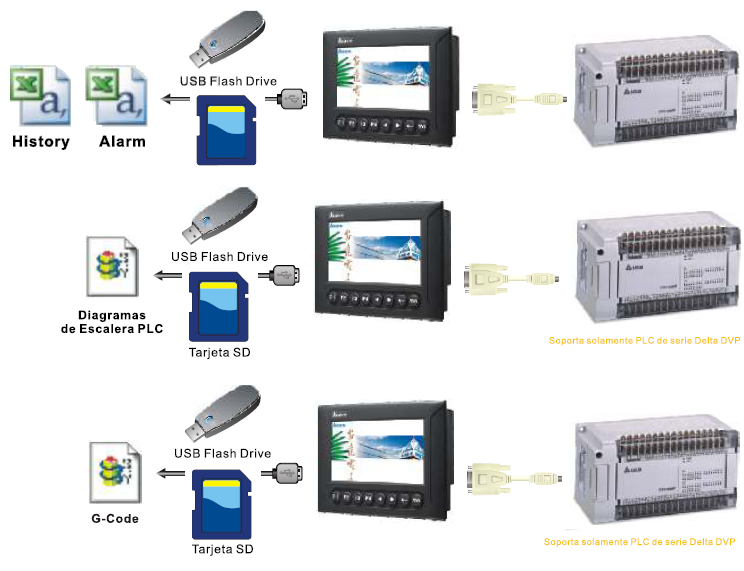 USB Flash Drive
History
Alarm
USB Flash Drive
Diagramas
de Escalera PLC
Tarjeta SD
Soporta solamente PLC de serie Delta DVP
USB Flash Drive
G-Code
Tarjeta SD
Soporta solamente PLC de serie Delta DVP